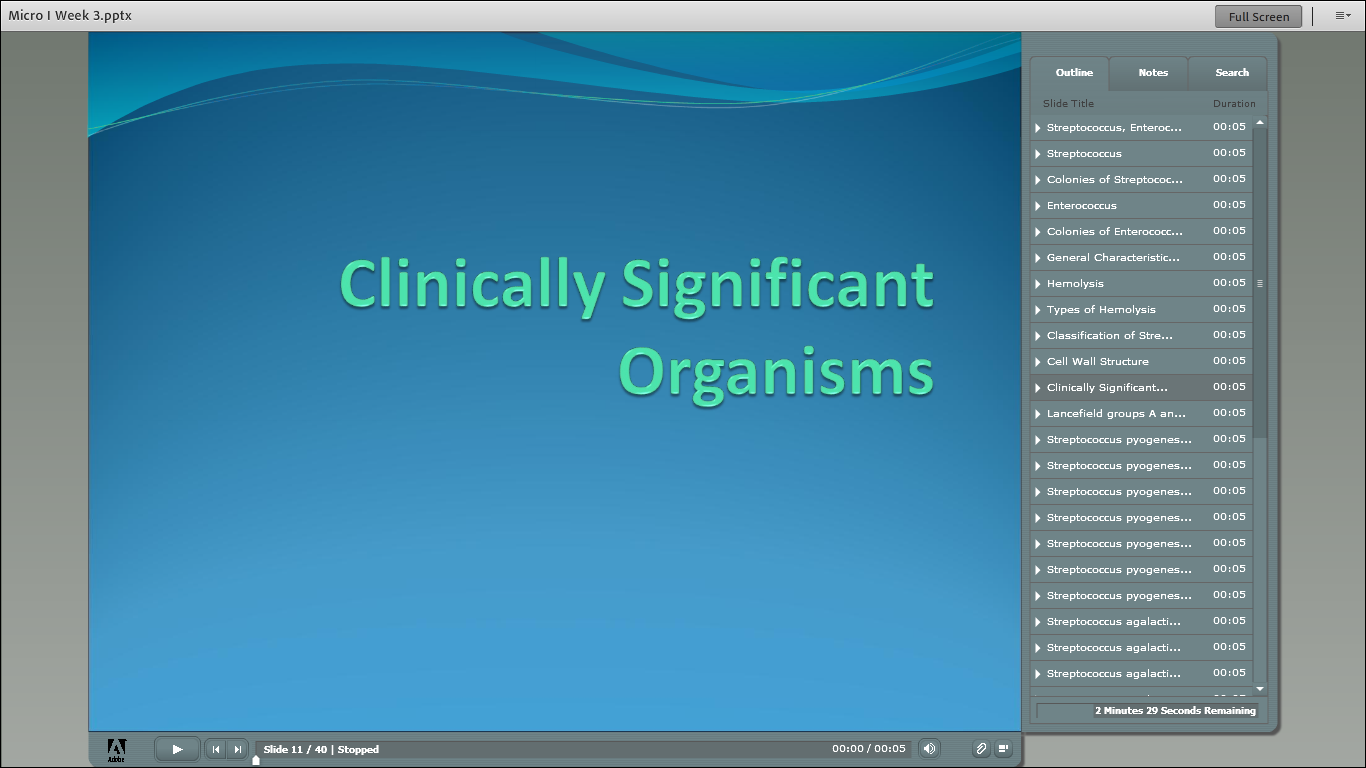 Micro I Week 3.pptx
Full Screen
Clinically Significant
Organisms
Outline Notes Search
Slide Title Duration
Streptococcus, Enteroc... 00:05
Streptococcus 00:05
Colonies of Streptococ... 00:05
Enterococcus 00:05
Colonies of Enterococc... 00:05
General Characteristic... 00:05
Hemolysis 00:05
Types of Hemolysis 00:05
Classification of Stre... 00:05
Cell Wall Structure 00:05
Clinically Significant... 00:05
Lancefield groups A an... 00:05
Streptococcus pyogenes... 00:05
Streptococcus pyogenes... 00:05
Streptococcus pyogenes... 00:05
Streptococcus pyogenes... 00:05
Streptococcus pyogenes... 00:05
Streptococcus pyogenes... 00:05
Streptococcus pyogenes... 00:05
Streptococcus agalacti... 00:05
Streptococcus agalacti... 00:05
Streptococcus agalacti... 00:05
2 Minutes 29 Seconds Remaining
Adobe
Slide 11 / 40 | Stopped 00:00 / 00:05